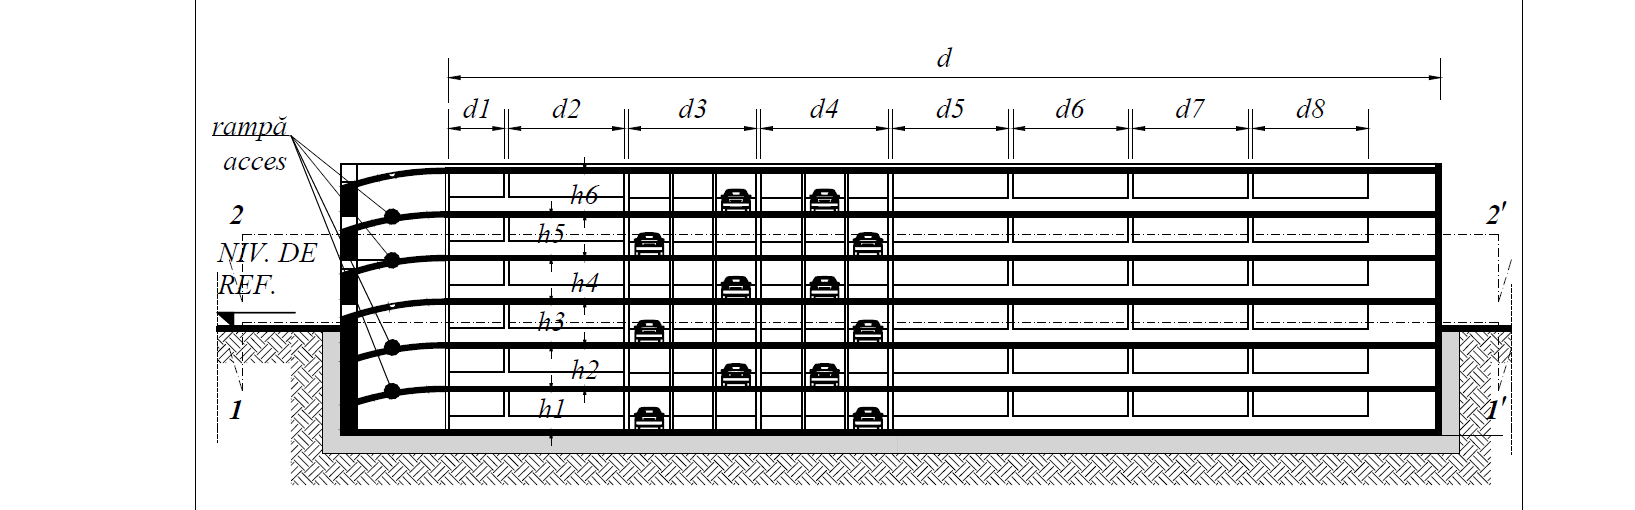 d
d1 d2 d3 d4 d5 d6 d7 d8
rampă
acces
h6
2 2'
h5
NIV. DE
REF.
h4
h3
h2
1 1'
h1